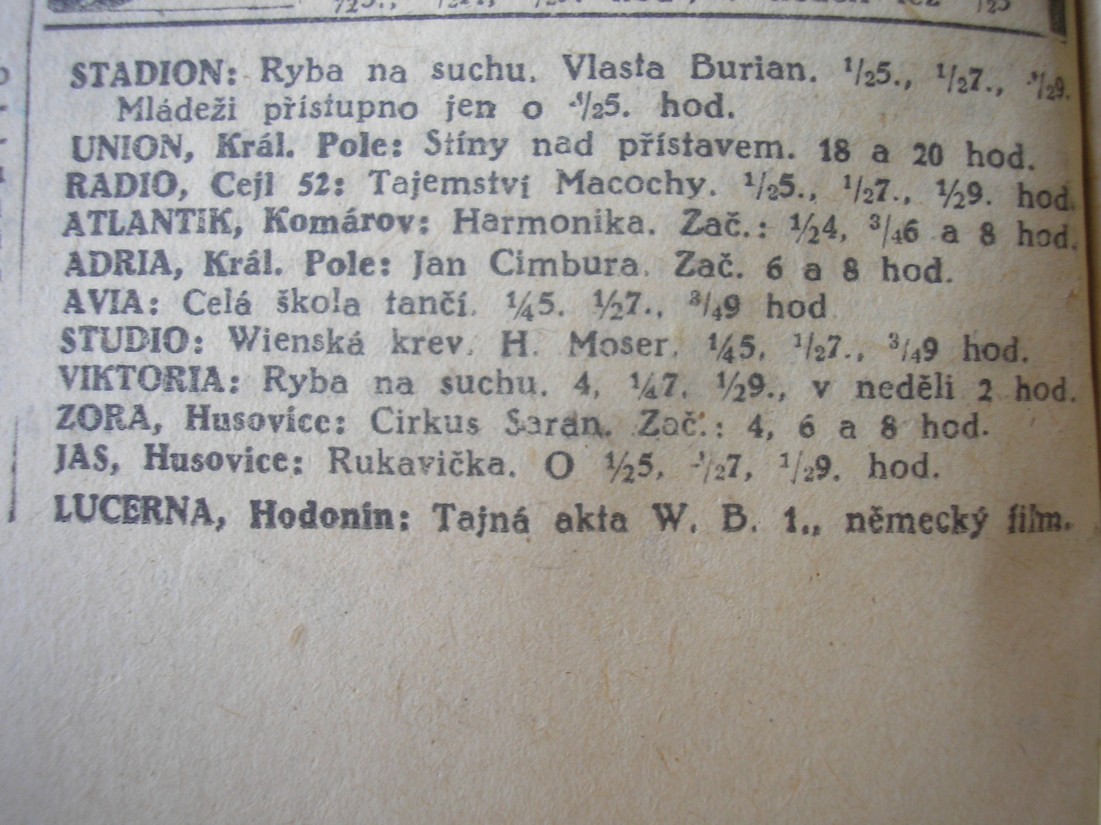 STADION: Ryba na suchu. Vlasta Burian. ½5., ½7., ½9.
Mládeži přístupno jen o ½5. hod.
UNION, Král. Pole: Stíny nad přístavem. 18 a 20 hod.
RADIO, Cejl 52: Tajemství Macochy. ½5., ½7., ½9. hod.
ATLANTIK, Komárov: Harmonika. Zač.: ½4, ¾6 a 8 hod.
ADRIA, Král. Pole: Jan Cimbura. Zač. 6 a 8 hod.
AVIA: Celá škola tančí. ¼5. ½7., ¾9 hod
STUDIO: Wienská krev. H. Moser. ¼5, ½7., ¾9 hod.
VIKTORIA: Ryba na suchu. 4, ¼7. ½9., v neděli 2 hod.
ZORA, Husovice: Cirkus Saran. Zač.: 4, 6 a 8 hod.
JAS, Husovice: Rukavička. O ½5, ½7, ½9. hod.
LUCERNA, Hodonín: Tajná akta W. B. 1., německý film.